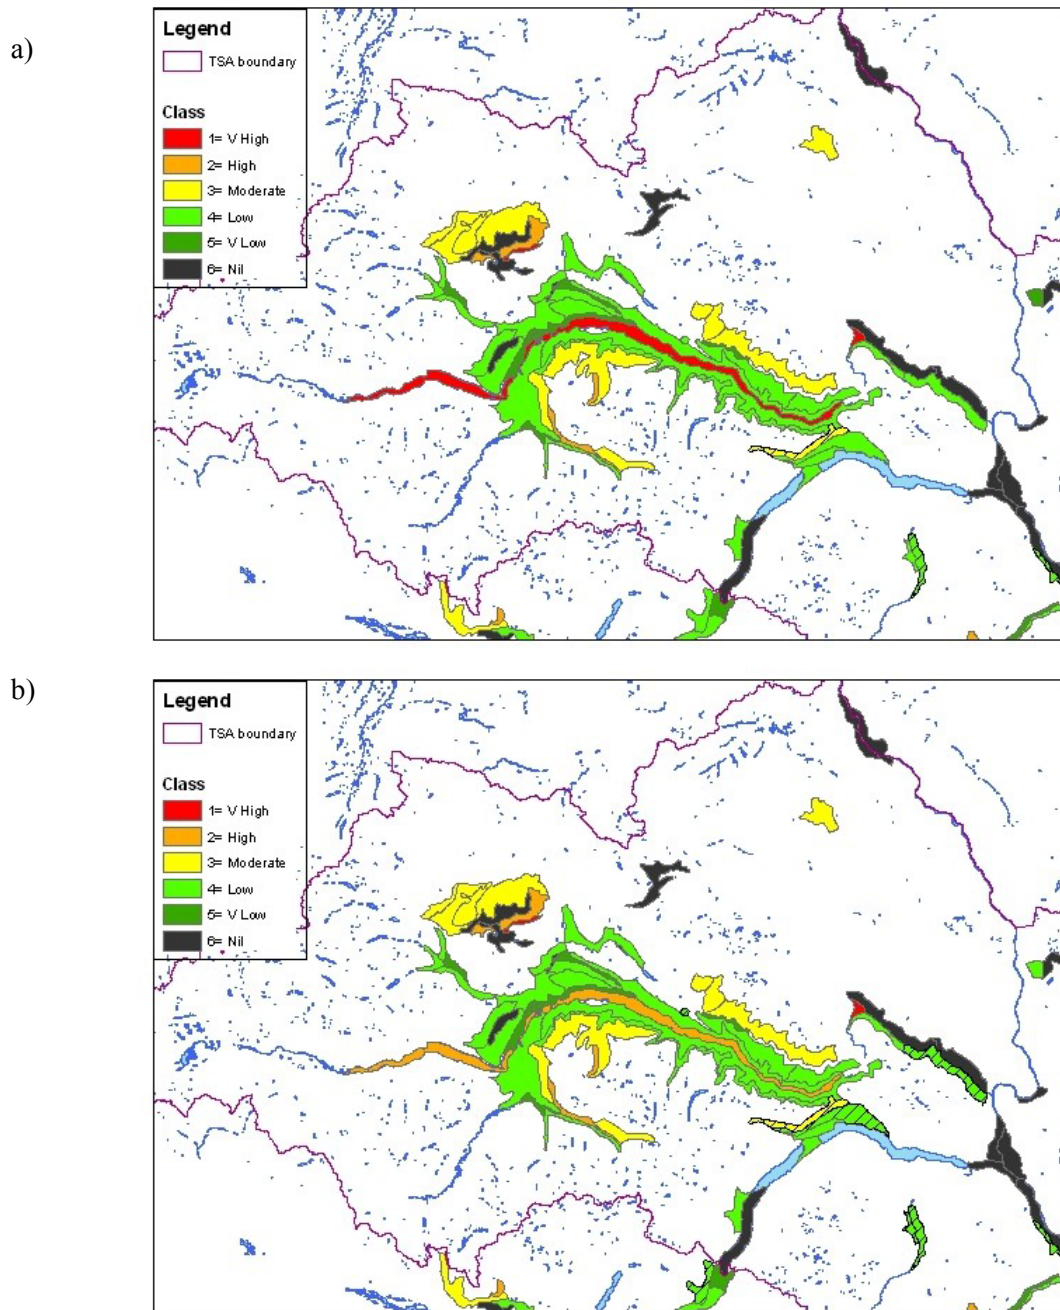 a)
Legend
TSA boundary
Class
1= V High
2= High
3= Moderate
4= Low
5= V Low
6= Nil
b)
Legend
TSA boundary
Class
1= V High
2= High
3= Moderate
4= Low
5= V Low
6= Nil